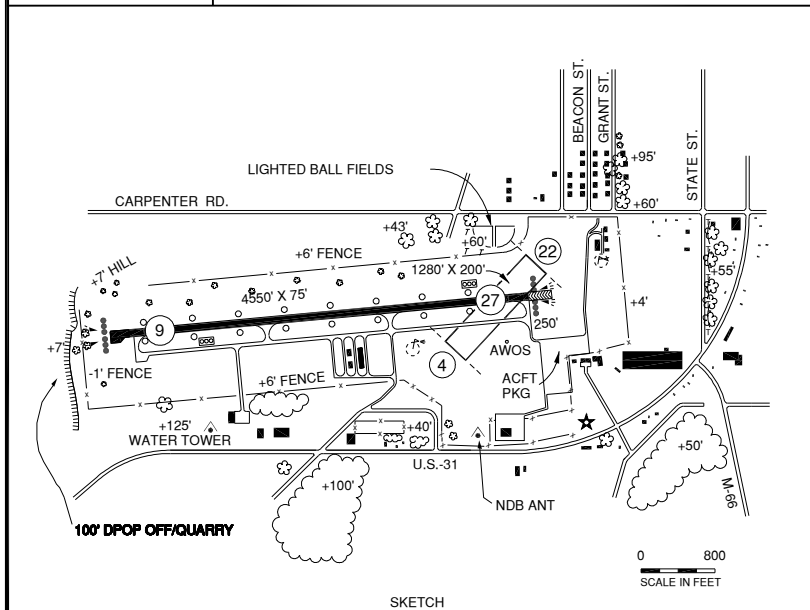 BEACON ST.
GRANT ST.
STATE ST.
+95'
LIGHTED BALL FIELDS
CARPENTER RD.
+60'
+43'
+60'
22
+6' FENCE
+7' HILL
1280' X 200'
+55'
4550' X 75'
27
+4'
9
250'
+7'
AWOS
-1' FENCE
4
ACFT
PKG
+6' FENCE
+125'
WATER TOWER
+40'
U.S.-31
+50'
+100'
M-66
NDB ANT
100' DPOP OFF/QUARRY
0 800
SCALE IN FEET
SKETCH